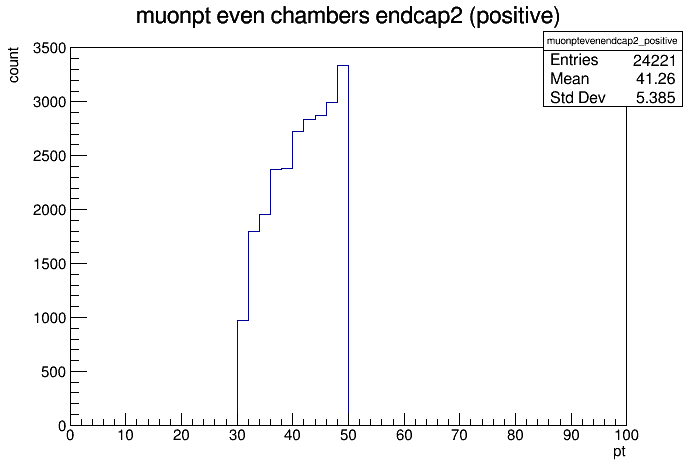 muonpt even chambers endcap2 (positive)
muonptevenendcap2_positive
Entries 24221
Mean 41.26
Std Dev 5.385
count
3500
3000
2500
2000
1500
1000
500
0
0 10 20 30 40 50 60 70 80 90 100
pt